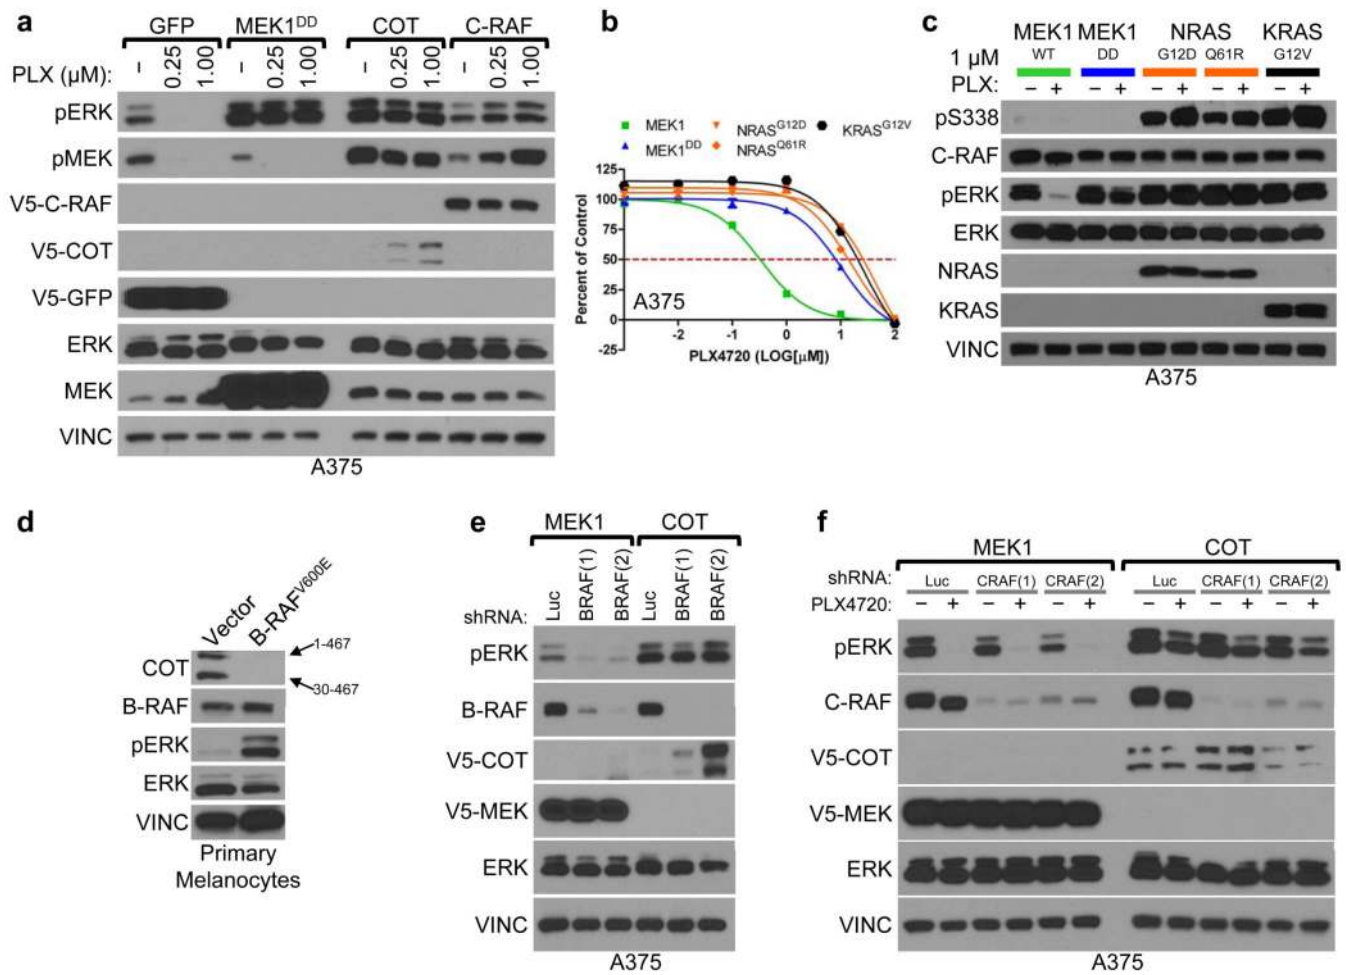 a
GFP MEK1DD COT C-RAF
PLX (µM): – 0.25 1.00 – 0.25 1.00 – 0.25 1.00 – 0.25 1.00
pERK
pMEK
V5-C-RAF
V5-COT
V5-GFP
ERK
MEK
VINC
A375
b
MEK1 NRASG12D KRASG12V
MEK1DD NRASQ61R
Percent of Control
125
100
75
50
25
0
-25
A375
-2 -1 0 1 2
PLX4720 (LOG[µM])
c
MEK1 MEK1 NRAS KRAS
1 µM WT DD G12D Q61R G12V
PLX: – + – + – + – + – +
pS338
C-RAF
pERK
ERK
NRAS
KRAS
VINC
A375
d
Vector B-RAFV600E
COT 1-467
30-467
B-RAF
pERK
ERK
VINC
Primary
Melanocytes
e
MEK1 COT
shRNA: Luc BRAF(1) BRAF(2) Luc BRAF(1) BRAF(2)
pERK
B-RAF
V5-COT
V5-MEK
ERK
VINC
A375
f
MEK1 COT
shRNA: Luc CRAF(1) CRAF(2) Luc CRAF(1) CRAF(2)
PLX4720: – + – + – + – + – + – +
pERK
C-RAF
V5-COT
V5-MEK
ERK
VINC
A375